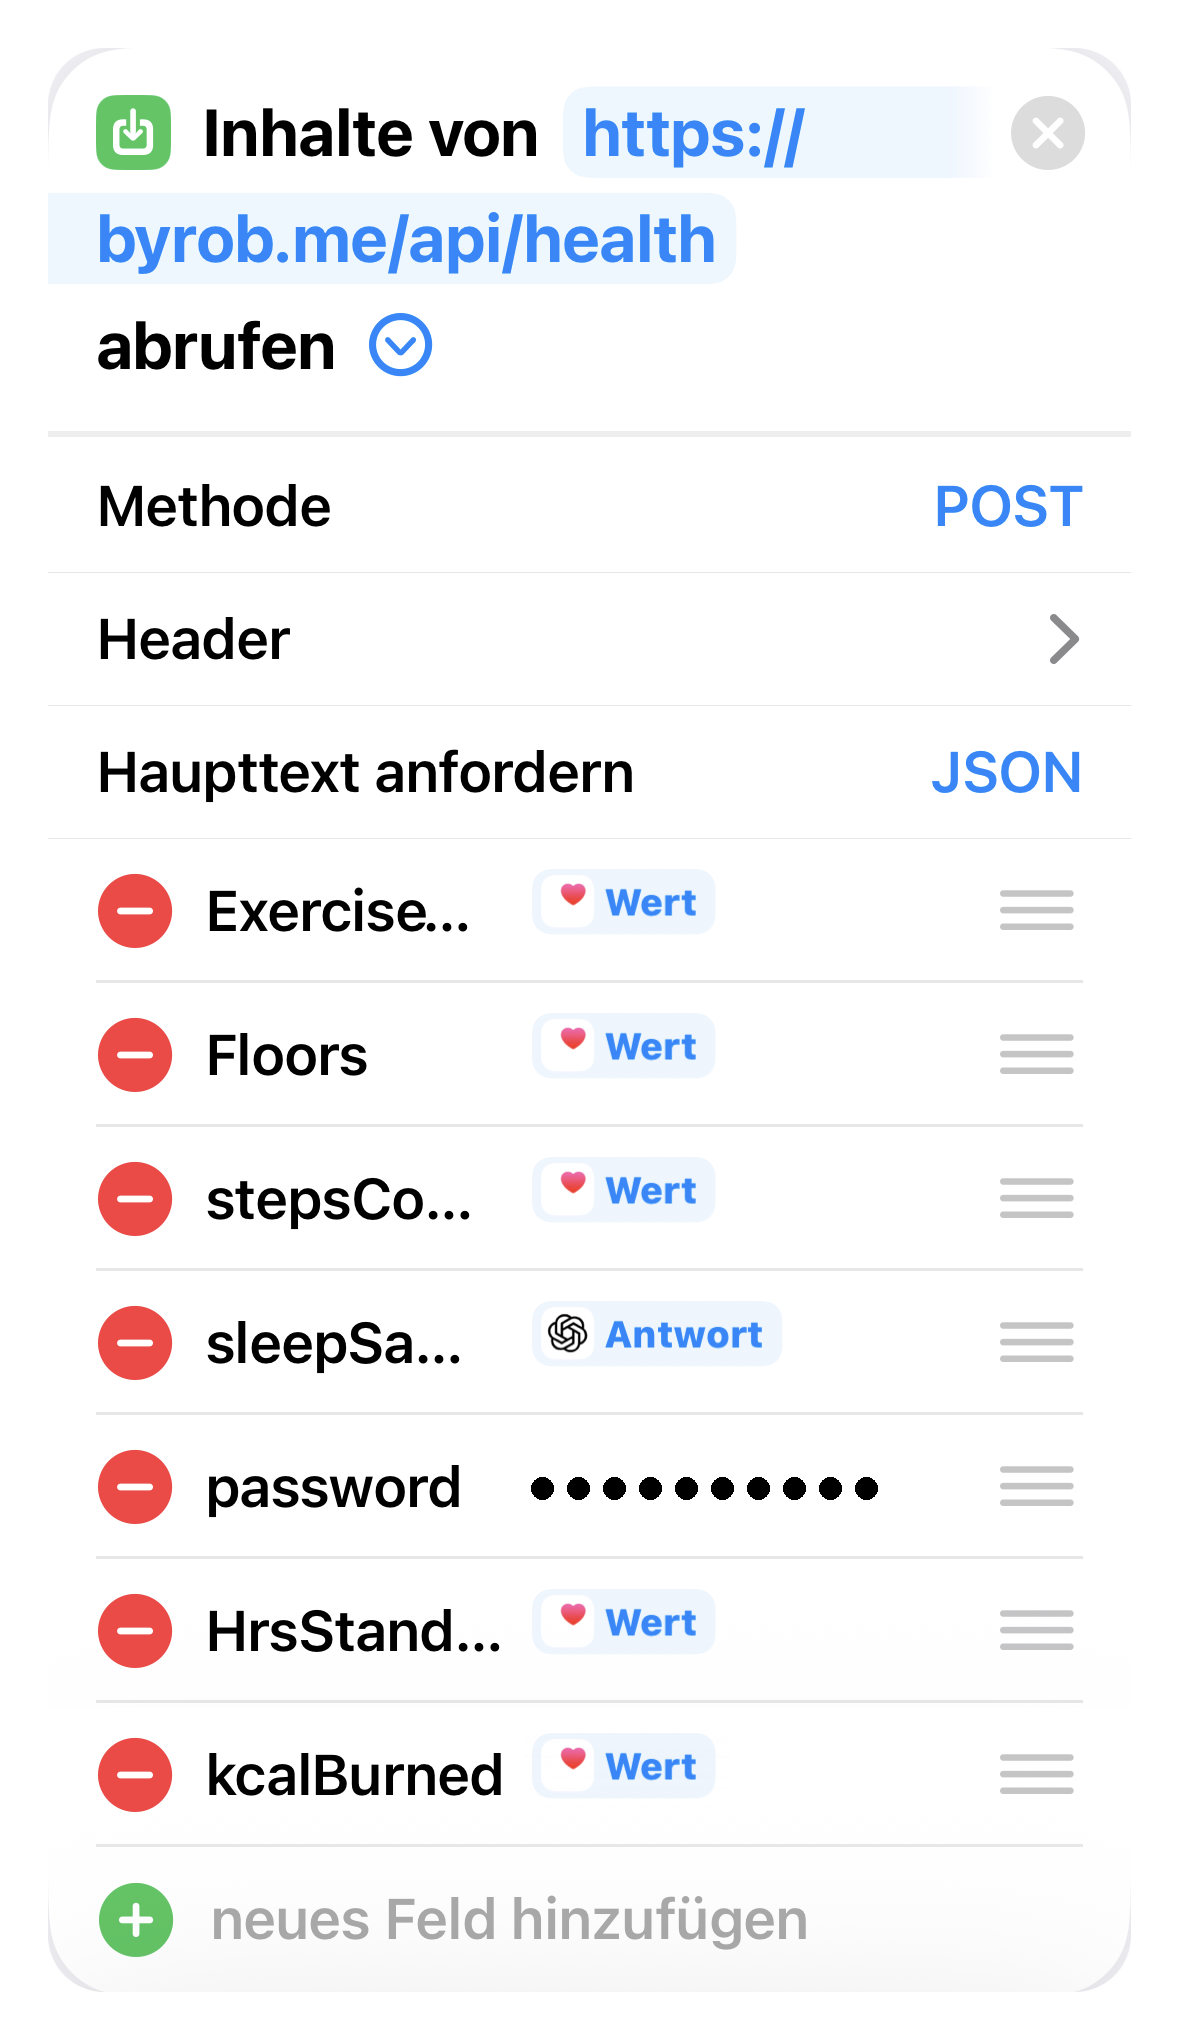 Inhalte von https://
byrob.me/api/health
abrufen
Methode POST
Header
Haupttext anfordern JSON
Exercise... Wert
Floors Wert
stepsCo... Wert
sleepSa... Antwort
password ••••••••••
HrsStand... Wert
kcalBurned Wert
neues Feld hinzufügen